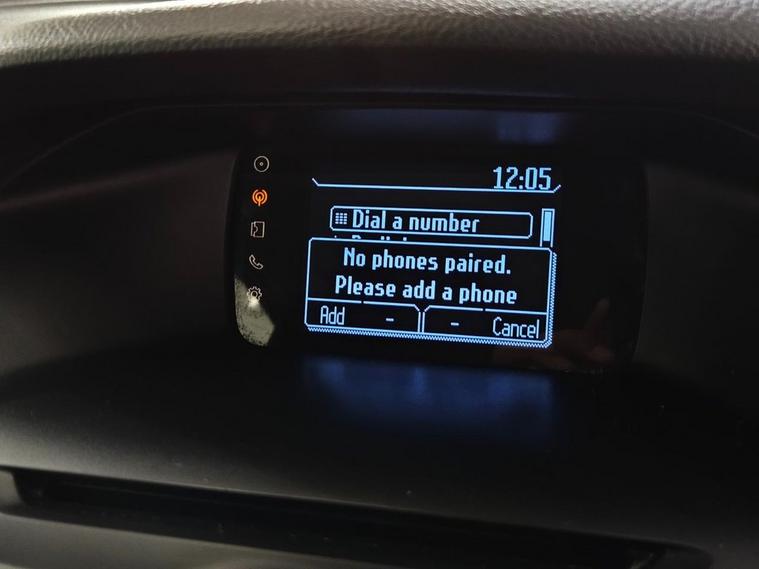 12:05
Dial a number
No phones paired.
Please add a phone
Add - - Cancel